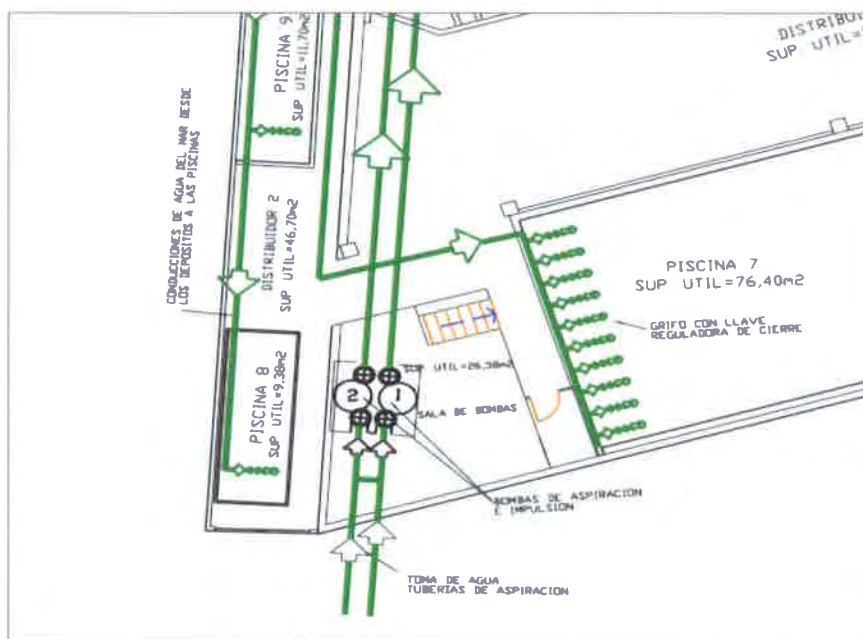 PISCINA 9
SUP UTIL=11,70m2
DISTRIBUIDOR
SUP UTIL=
CONDUCCIONES DE AGUA DEL MAR DESDE
LOS DEPOSITOS A LAS PISCINAS
DISTRIBUIDOR 2
SUP UTIL=46,70m2
PISCINA 7
SUP UTIL=76,40m2
GRIFO CON LLAVE
REGULADORA DE CIERRE
PISCINA 8
SUP UTIL=9,38m2
SUP UTIL=26,58m2
2
1
SALA DE BOMBAS
BOMBAS DE ASPIRACION
E IMPULSION
TOMA DE AGUA
TUBERIAS DE ASPIRACION